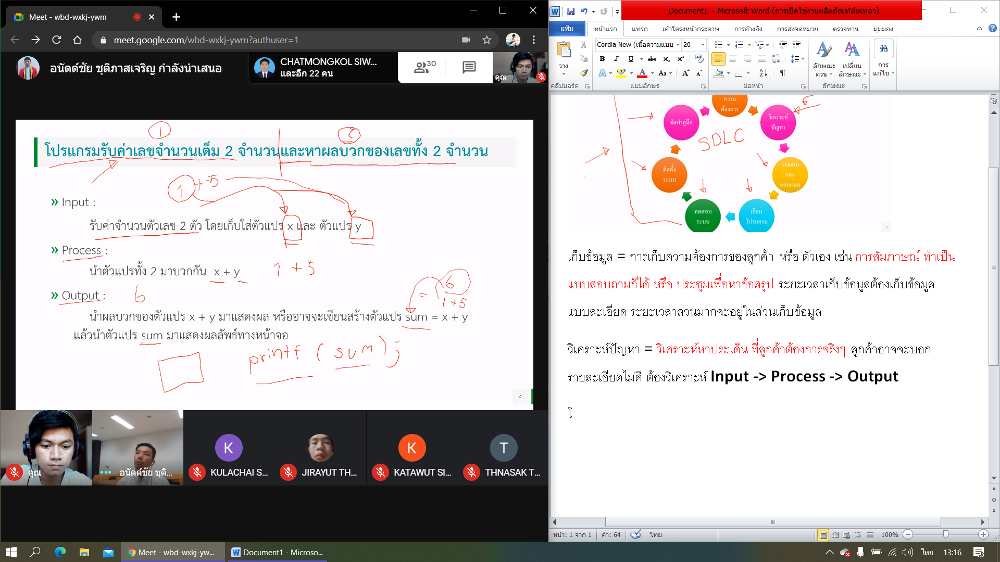 Meet - wbd-wxkj-ywm
meet.google.com/wbd-wxkj-ywm?authuser=1
อนัตต์ชัย ชุติภาสเจริญ กำลังนำเสนอ
CHATMONGKOL SIW...
และอีก 22 คน
30
คุณ
1
2
โปรแกรมรับค่าเลขจำนวนเต็ม 2 จำนวนและหาผลบวกของเลขทั้ง 2 จำนวน
1 + 5
» Input :
รับค่าจำนวนตัวเลข 2 ตัว โดยเก็บใส่ตัวแปร x และ ตัวแปร y
» Process :
นำตัวแปรทั้ง 2 มาบวกกัน x + y
1 + 5
» Output :
6
= 6
1 + 5
นำผลบวกของตัวแปร x + y มาแสดงผล หรืออาจจะเขียนสร้างตัวแปร sum = x + y
แล้วนำตัวแปร sum มาแสดงผลลัพธ์ทางหน้าจอ
printf ( sum ) ;
6
คุณ
อนัตต์ชัย ชุติ...
K
KULACHAI S...
JIRAYUT TH...
K
KATAWUT SI...
T
THNASAK T...
Document1 - Microsoft Word (การเปิดใช้งานผลิตภัณฑ์ล้มเหลว)
แฟ้ม หน้าแรก แทรก เค้าโครงหน้ากระดาษ การอ้างอิง การส่งจดหมาย ตรวจทาน มุมมอง
Cordia New (เนื้อความแบบ 20
วาง
ลักษณะด่วน
เปลี่ยนลักษณะ
การแก้ไข
คลิปบอร์ด แบบอักษร ย่อหน้า ลักษณะ
ความ
ต้องการ
วิเคราะห์
ปัญหา
วางแผน
และ
ออกแบบ
เขียน
โปรแกรม
ทดสอบ
ระบบ
ติดตั้ง
ระบบ
จัดทำคู่มือ
SDLC
3
เก็บข้อมูล = การเก็บความต้องการของลูกค้า หรือ ตัวเอง เช่น การสัมภาษณ์ ทำเป็น
แบบสอบถามก็ได้ หรือ ประชุมเพื่อหาข้อสรุป ระยะเวลาเก็บข้อมูลต้องเก็บข้อมูล
แบบละเอียด ระยะเวลาส่วนมากจะอยู่ในส่วนเก็บข้อมูล
วิเคราะห์ปัญหา = วิเคราะห์หาประเด็น ที่ลูกค้าต้องการจริงๆ ลูกค้าอาจจะบอก
รายละเอียดไม่ดี ต้องวิเคราะห์ Input -> Process -> Output
โ
หน้า: 1 จาก 1 คำ: 64 ไทย 100%
Meet - wbd-wxkj-yw...
Document1 - Microso...
ไทย
13:16